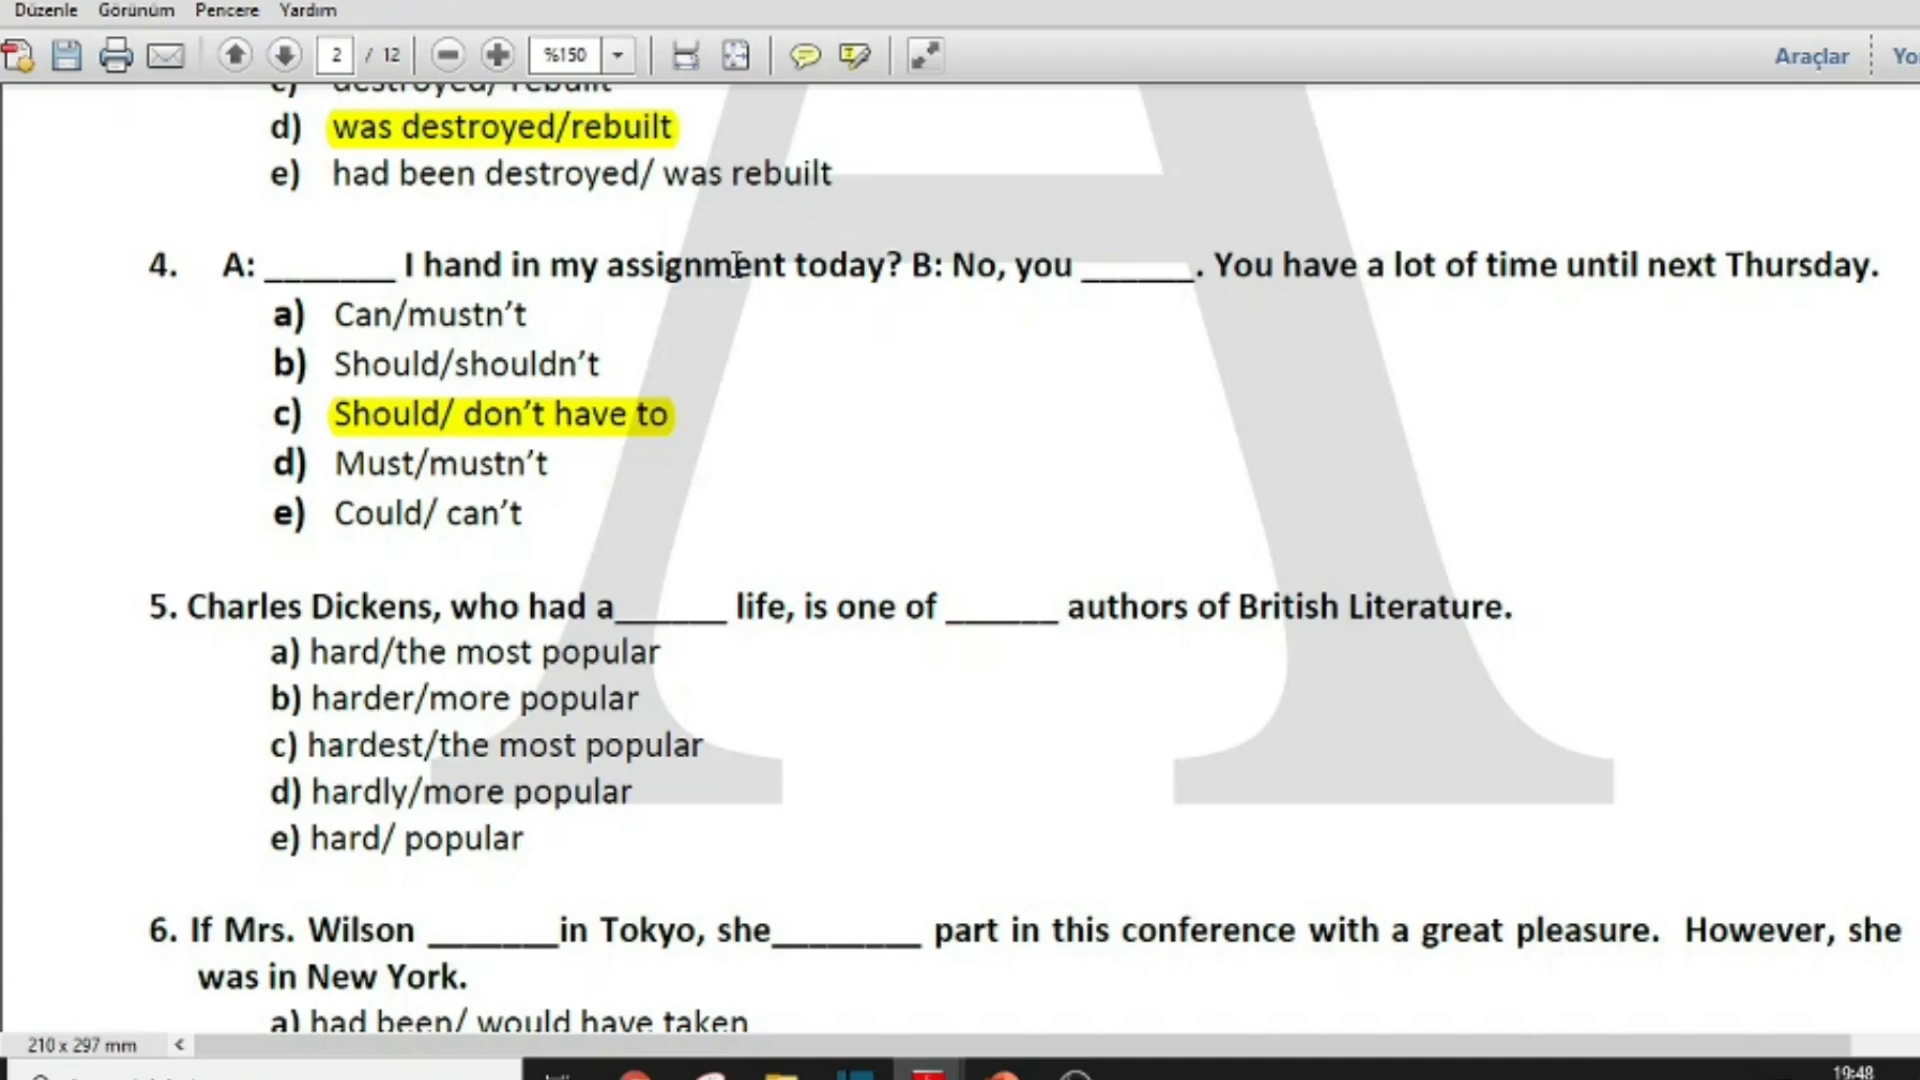 Düzenle Görünüm Pencere Yardım
2 / 12 %150 Araçlar Yo
c) destroyed/ rebuilt
d) was destroyed/rebuilt
e) had been destroyed/ was rebuilt
4. A: _______ I hand in my assignment today? B: No, you ______. You have a lot of time until next Thursday.
a) Can/mustn’t
b) Should/shouldn’t
c) Should/ don’t have to
d) Must/mustn’t
e) Could/ can’t
5. Charles Dickens, who had a______ life, is one of ______ authors of British Literature.
a) hard/the most popular
b) harder/more popular
c) hardest/the most popular
d) hardly/more popular
e) hard/ popular
6. If Mrs. Wilson _______in Tokyo, she________ part in this conference with a great pleasure. However, she
was in New York.
a) had been/ would have taken
210 x 297 mm
19:48
A